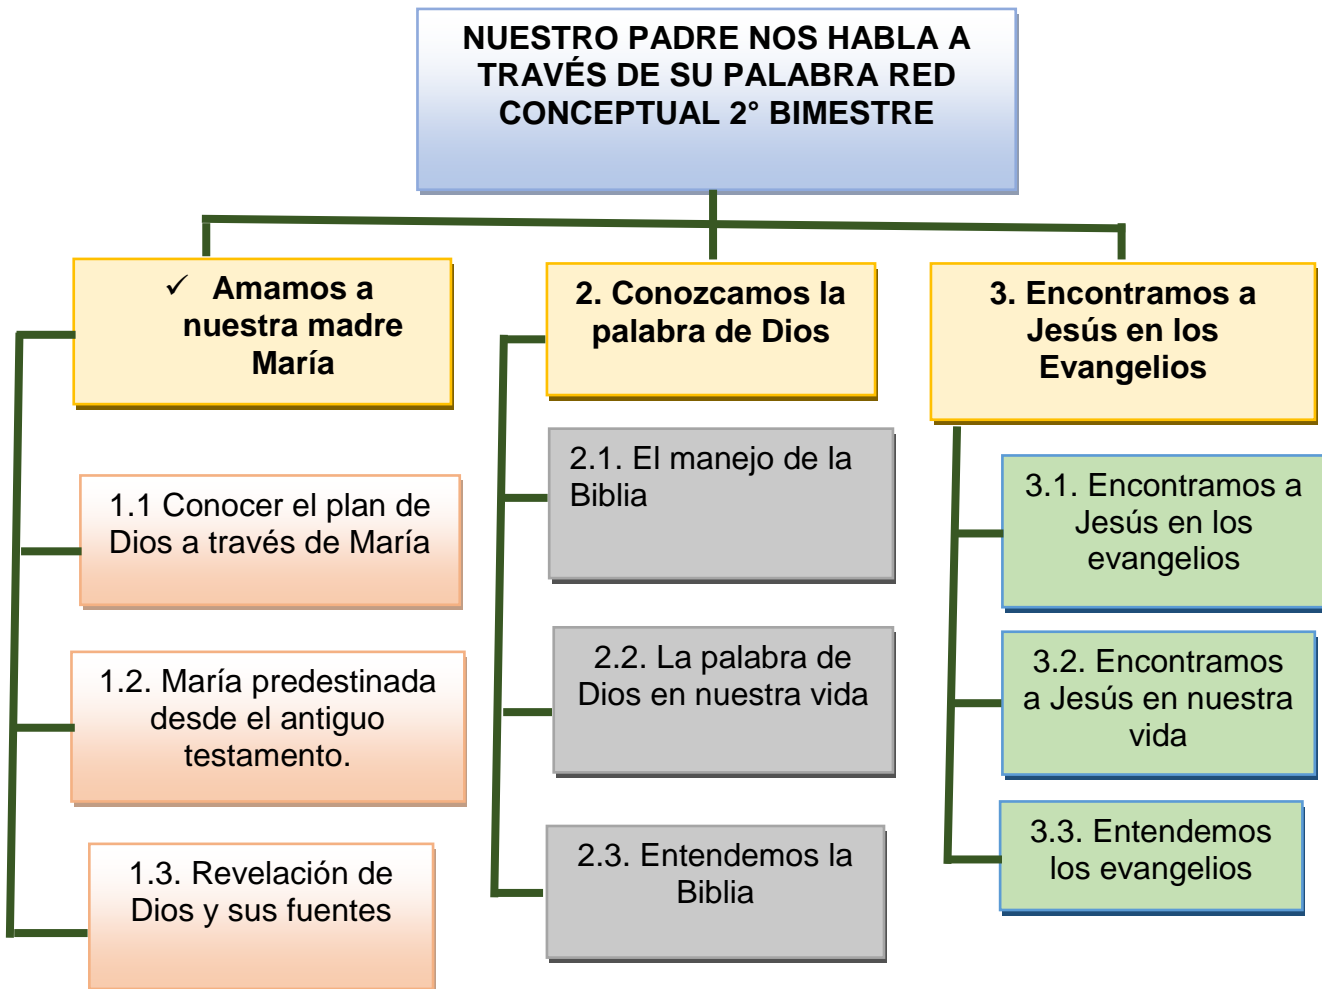 NUESTRO PADRE NOS HABLA A
TRAVÉS DE SU PALABRA RED
CONCEPTUAL 2° BIMESTRE
✓ Amamos a
nuestra madre
María
1.1 Conocer el plan de
Dios a través de María
1.2. María predestinada
desde el antiguo
testamento.
1.3. Revelación de
Dios y sus fuentes
2. Conozcamos la
palabra de Dios
2.1. El manejo de la
Biblia
2.2. La palabra de
Dios en nuestra vida
2.3. Entendemos la
Biblia
3. Encontramos a
Jesús en los
Evangelios
3.1. Encontramos a
Jesús en los
evangelios
3.2. Encontramos
a Jesús en nuestra
vida
3.3. Entendemos
los evangelios